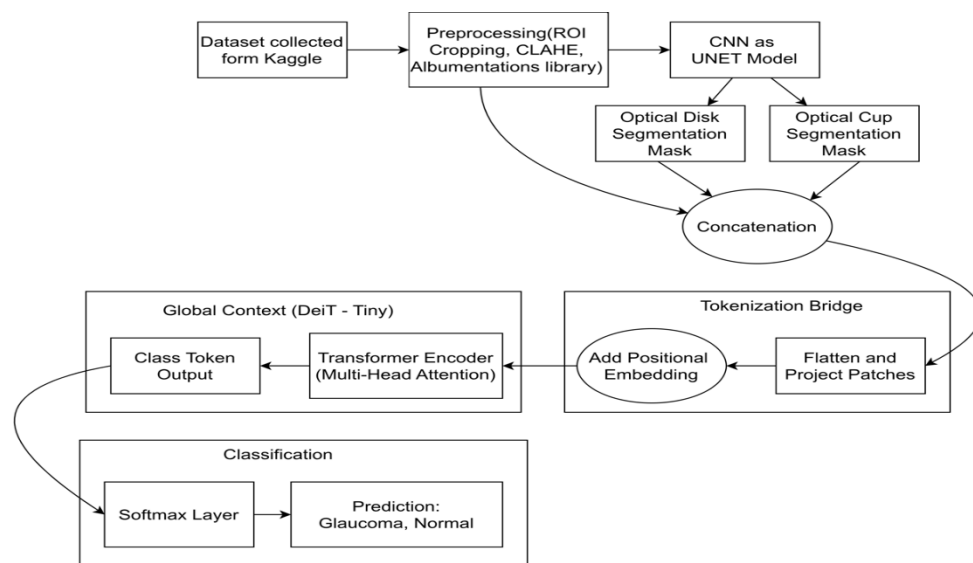 Dataset collected
form Kaggle
Preprocessing(ROI
Cropping, CLAHE,
Albumentations library)
CNN as
UNET Model
Optical Disk
Segmentation
Mask
Optical Cup
Segmentation
Mask
Concatenation
Tokenization Bridge
Flatten and
Project Patches
Add Positional
Embedding
Global Context (DeiT - Tiny)
Transformer Encoder
(Multi-Head Attention)
Class Token
Output
Classification
Softmax Layer
Prediction:
Glaucoma, Normal